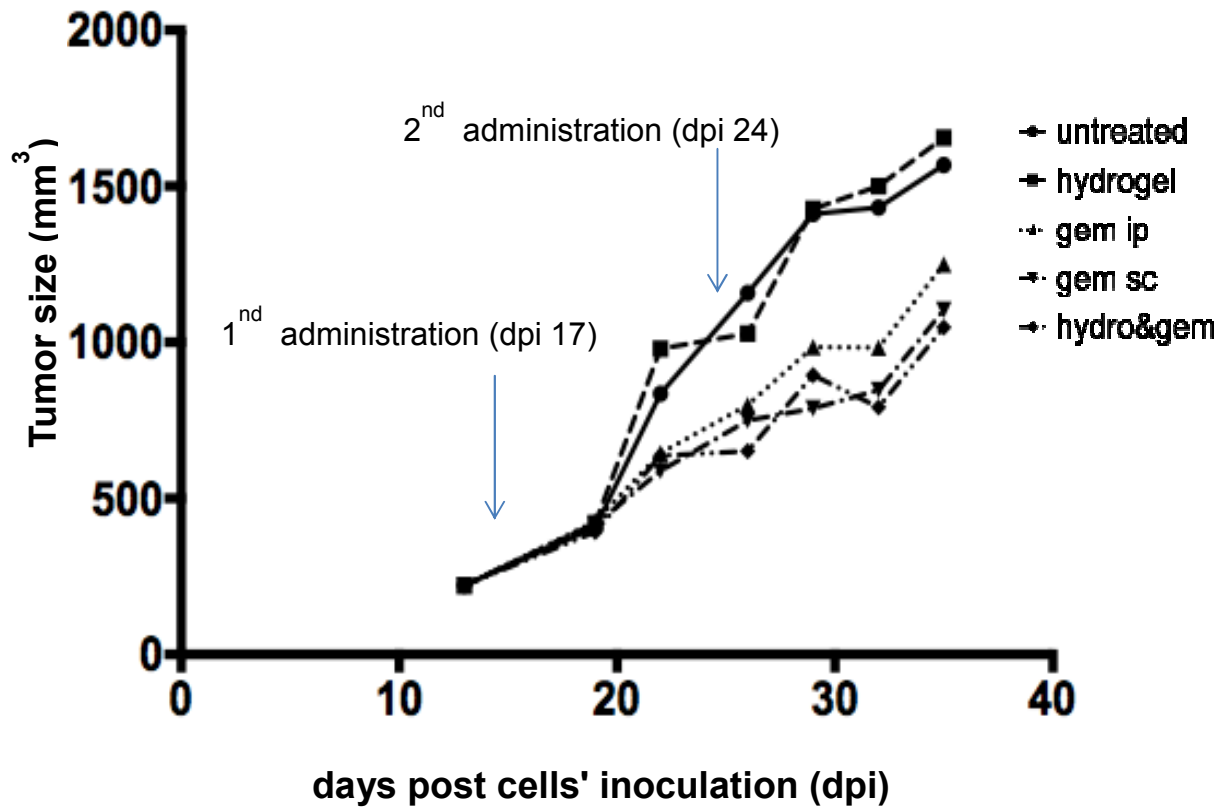 Tumor size (mm³)
2000
1500
1000
500
0
0 10 20 30 40
days post cells' inoculation (dpi)
1nd administration (dpi 17)
2nd administration (dpi 24)
untreated
hydrogel
gem ip
gem sc
hydro&gem